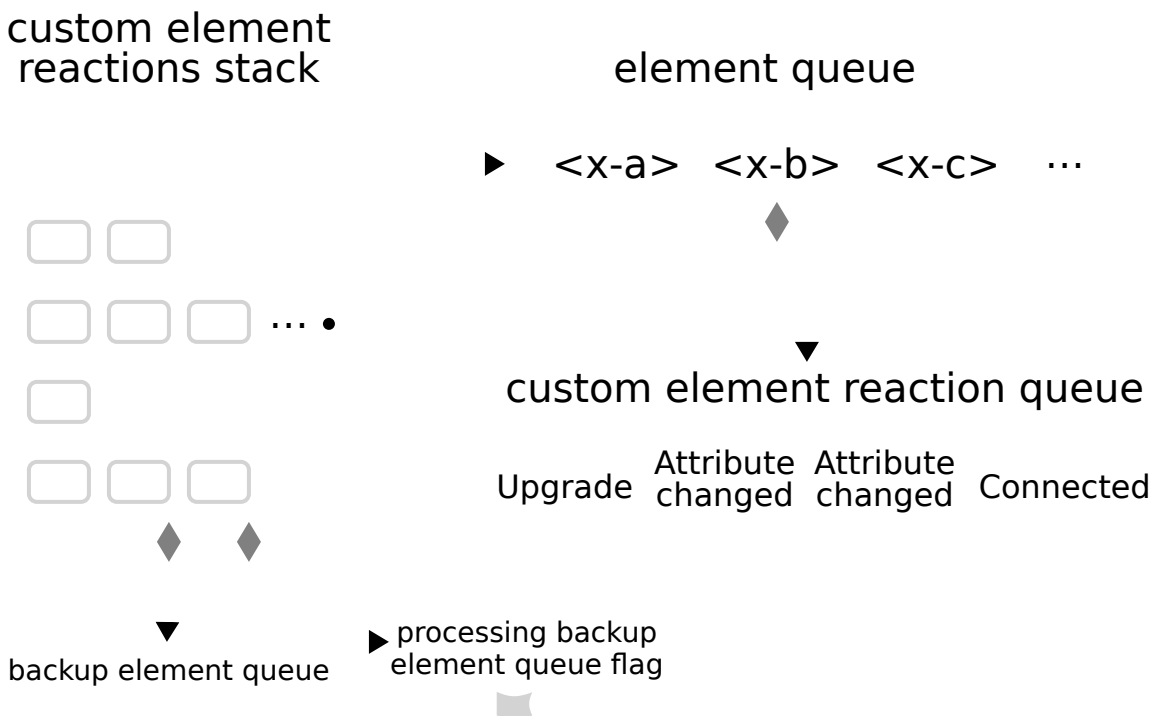 custom element
reactions stack
element queue
<x-a> <x-b> <x-c> ...
...
custom element reaction queue
Upgrade
Attribute
changed
Attribute
changed
Connected
backup element queue
processing backup
element queue flag